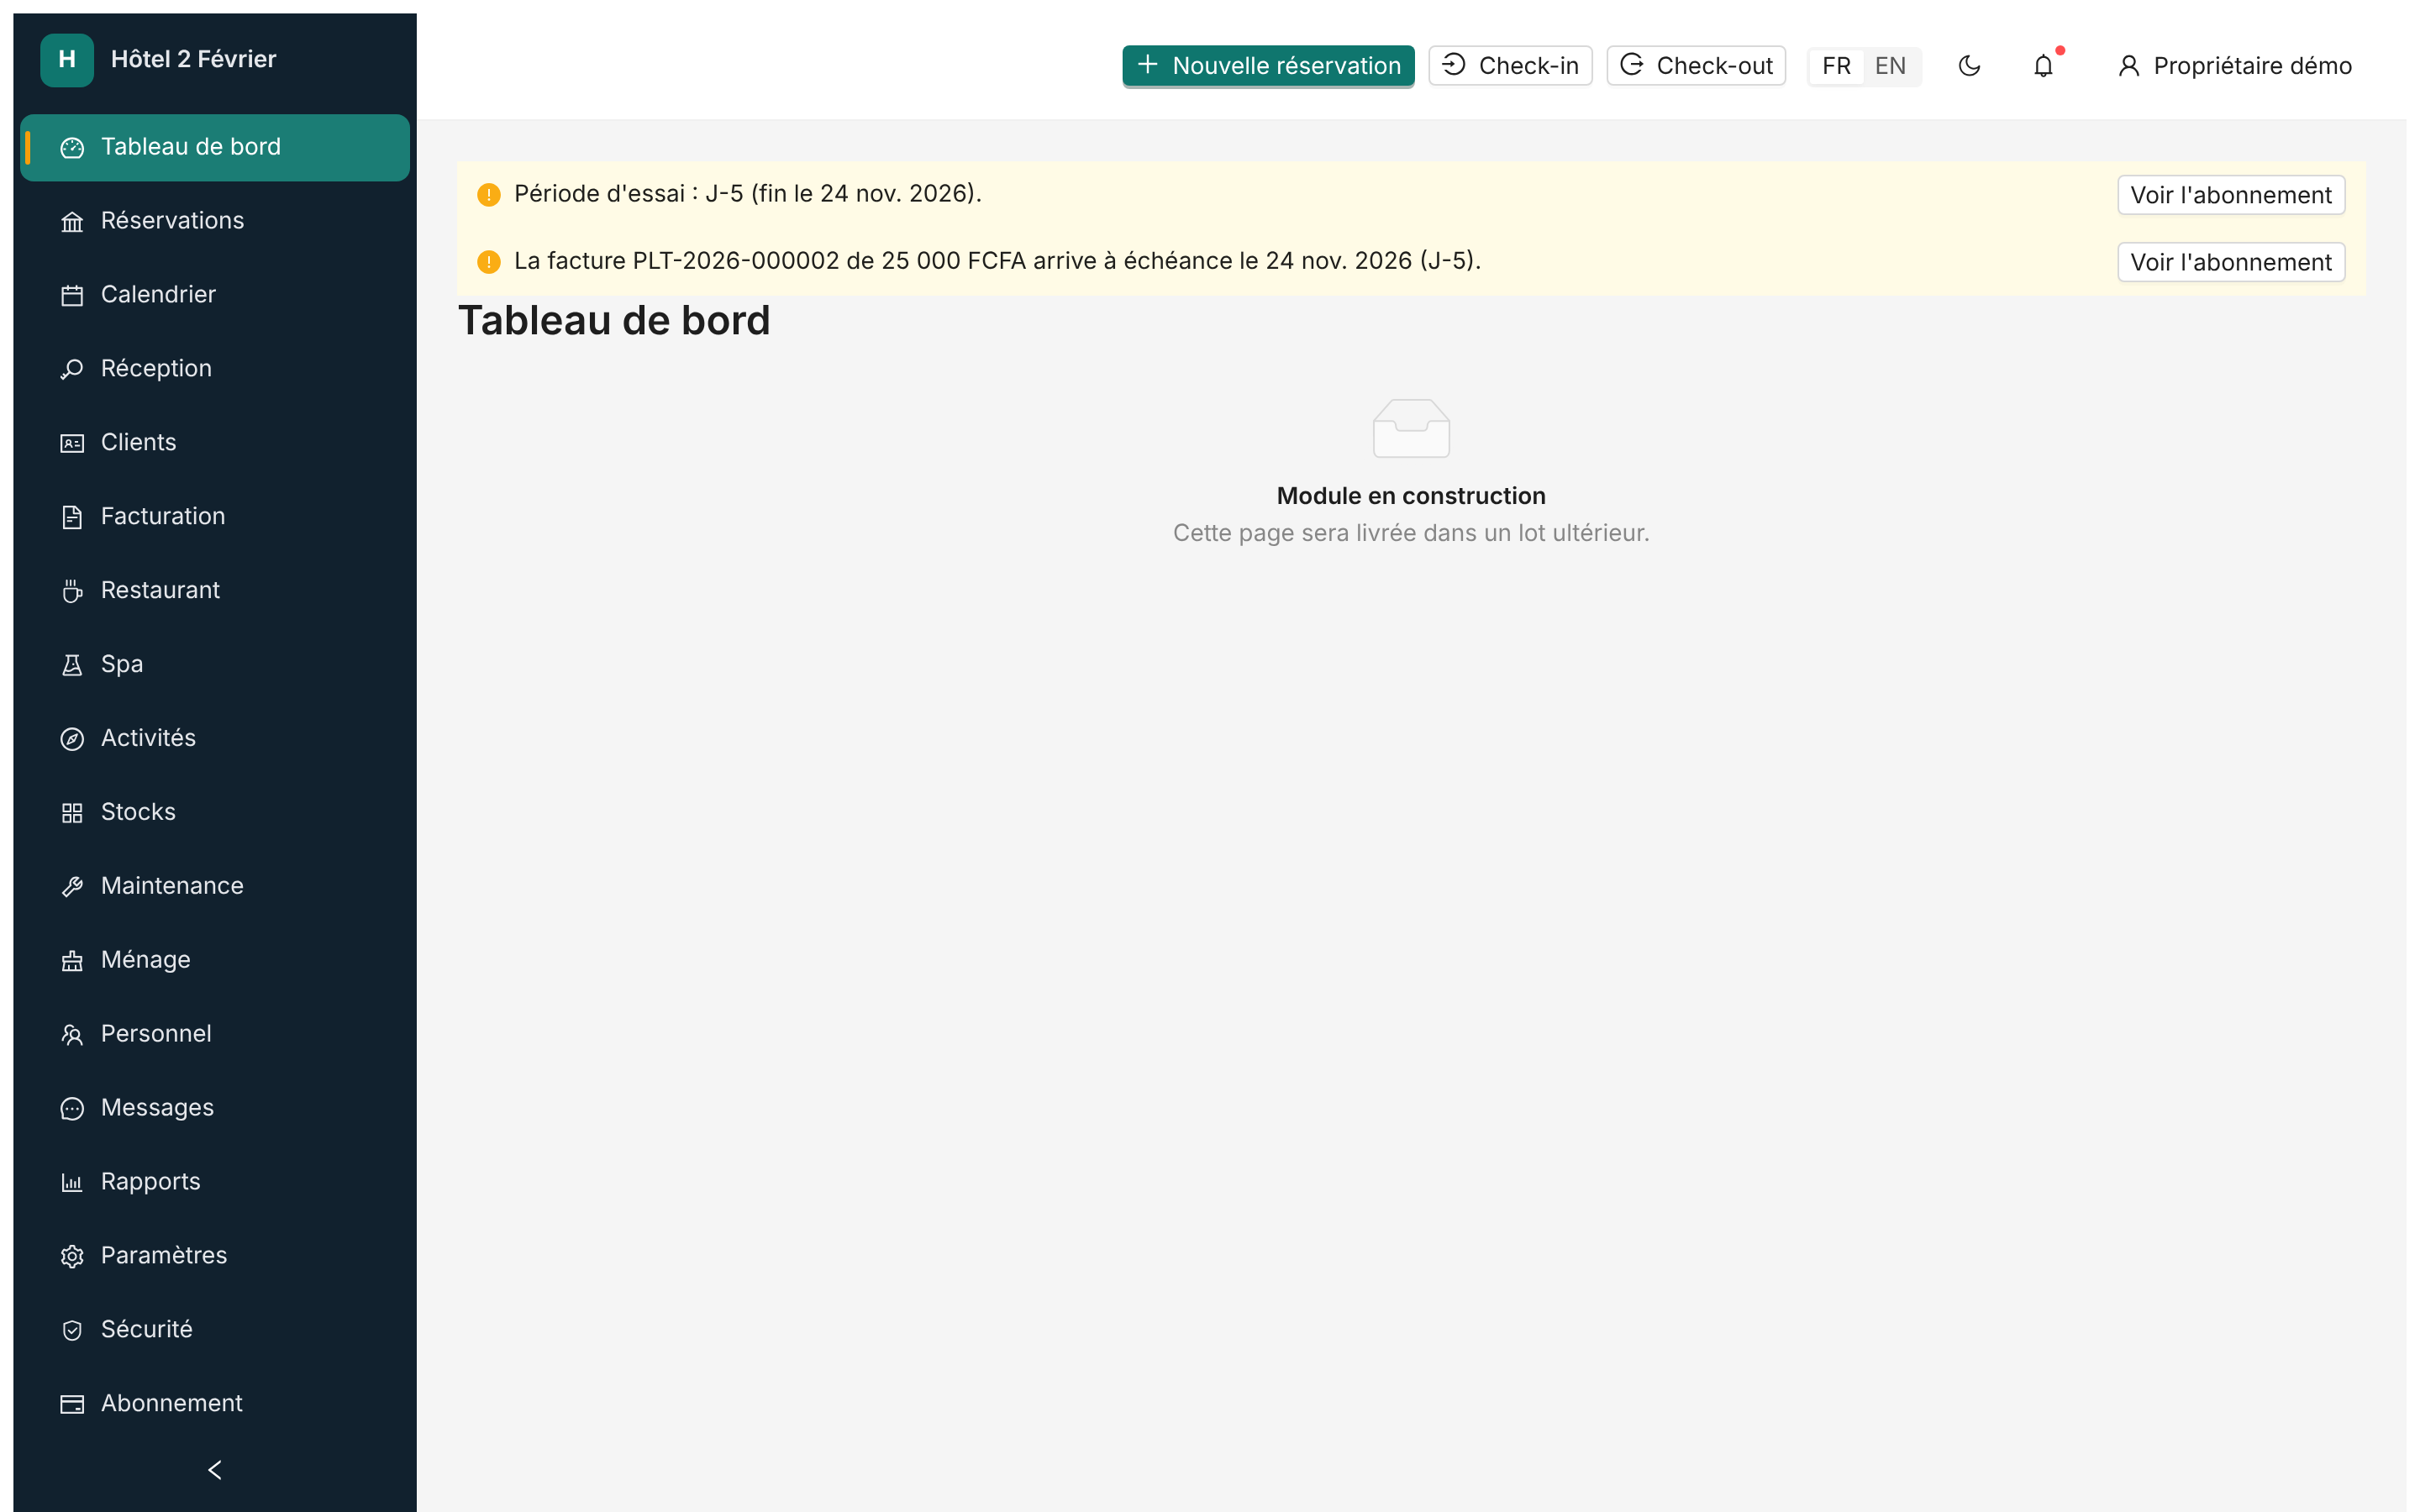 H Hôtel 2 Février
Nouvelle réservation Check-in Check-out FR EN Propriétaire démo
Tableau de bord
Réservations
Calendrier
Réception
Clients
Facturation
Restaurant
Spa
Activités
Stocks
Maintenance
Ménage
Personnel
Messages
Rapports
Paramètres
Sécurité
Abonnement
Période d'essai : J-5 (fin le 24 nov. 2026). Voir l'abonnement
La facture PLT-2026-000002 de 25 000 FCFA arrive à échéance le 24 nov. 2026 (J-5). Voir l'abonnement
Tableau de bord
Module en construction
Cette page sera livrée dans un lot ultérieur.